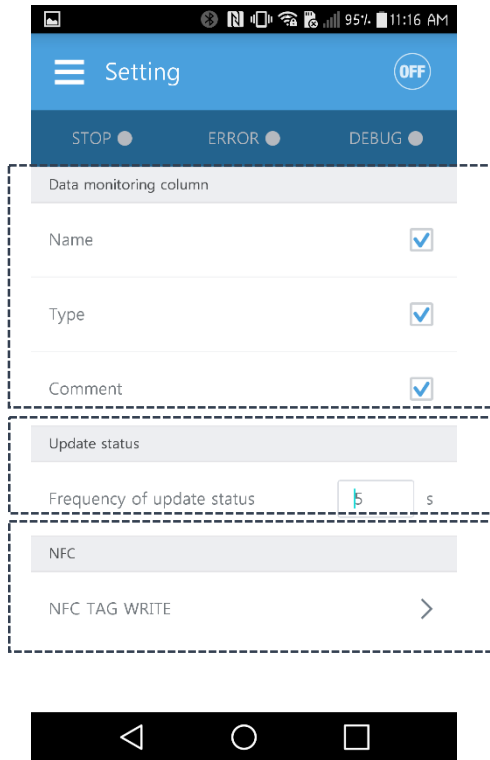 95% 11:16 AM
Setting OFF
STOP ERROR DEBUG
Data monitoring column
Name
Type
Comment
Update status
Frequency of update status 5 s
NFC
NFC TAG WRITE